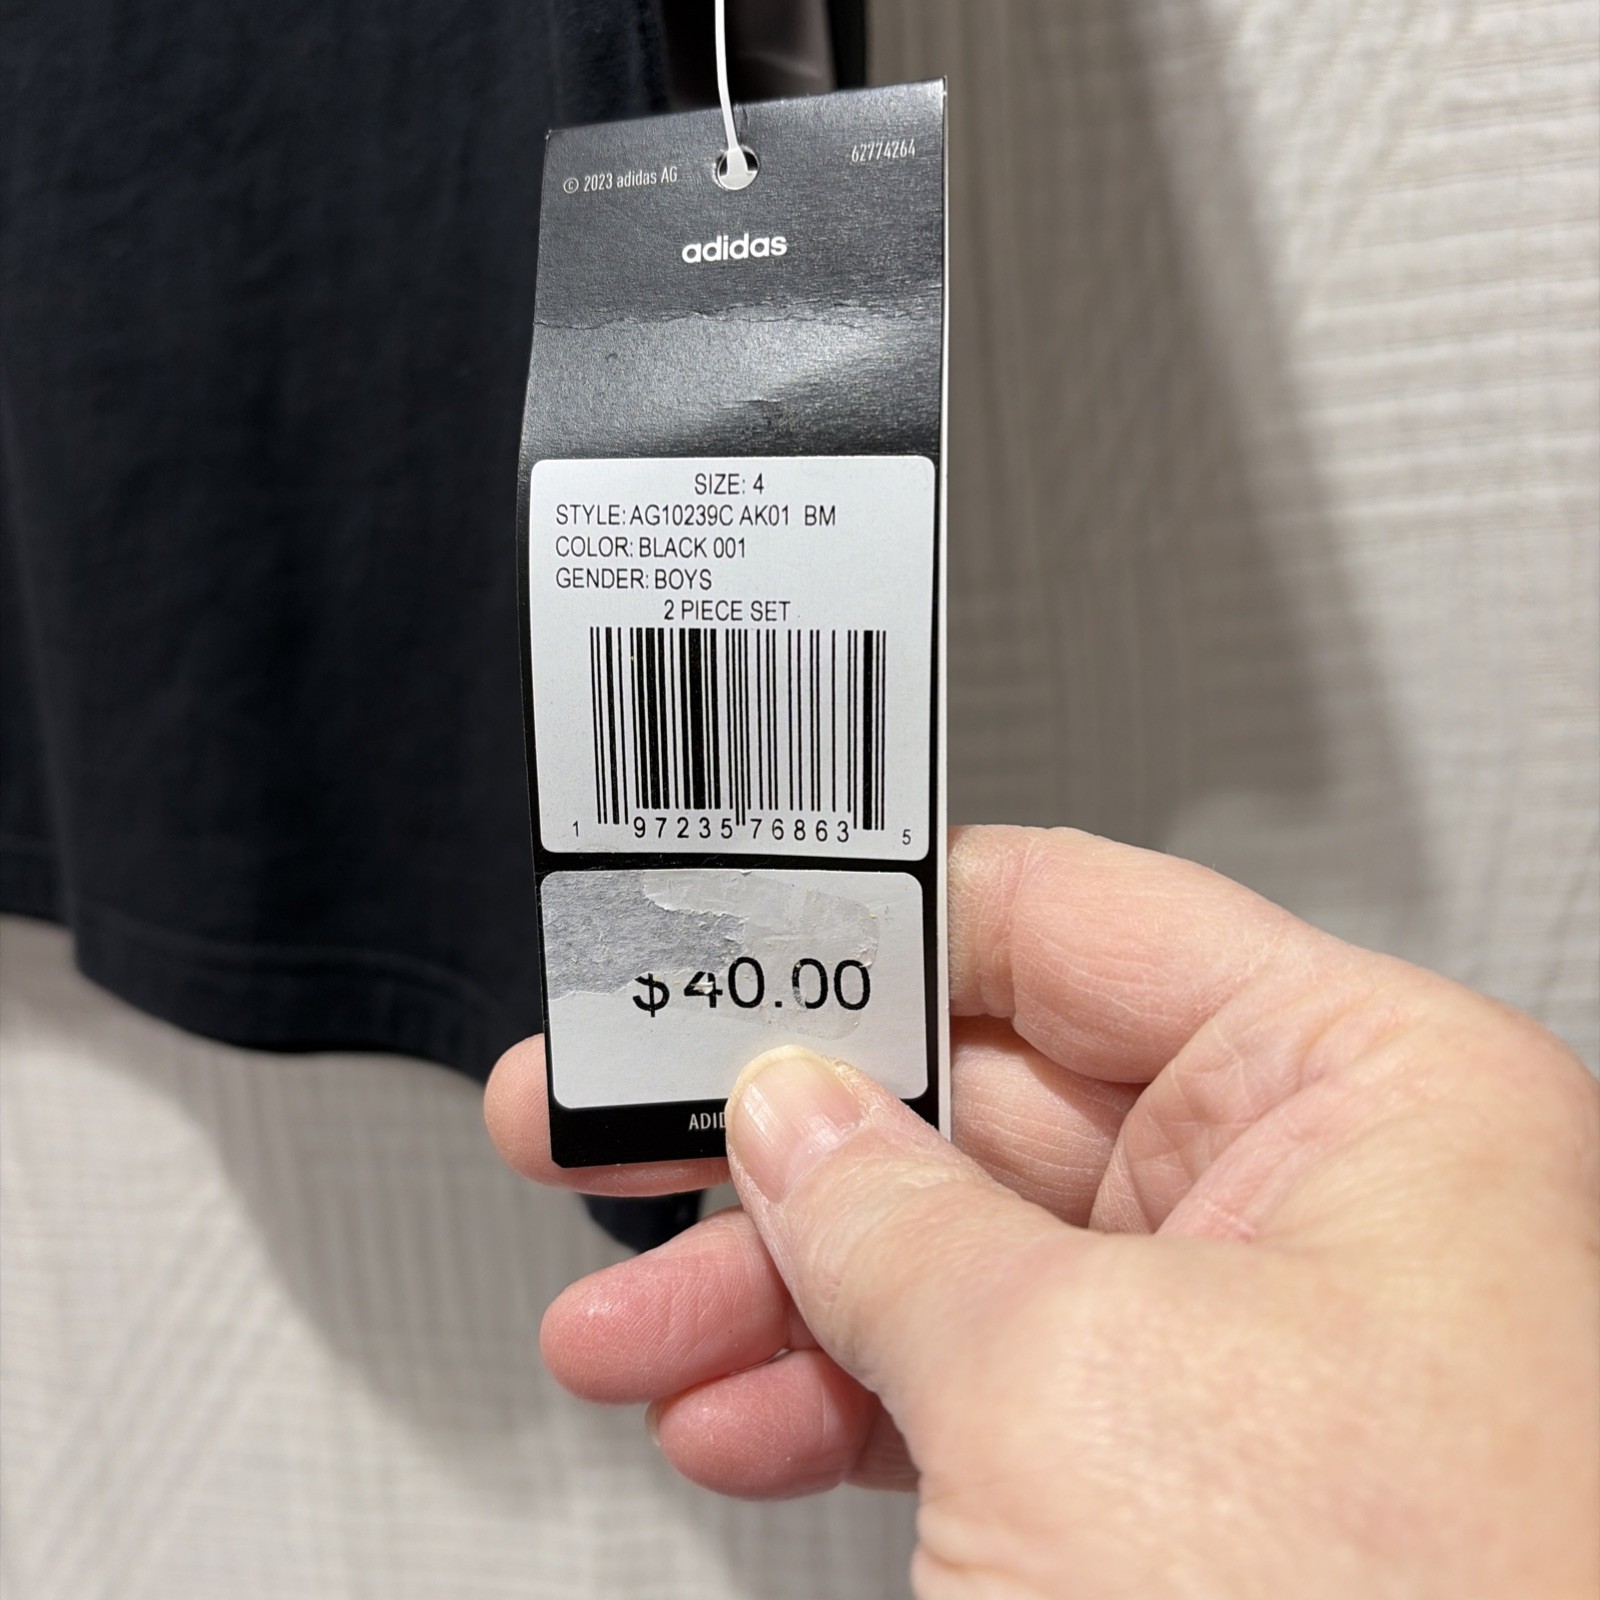 © 2023 adidas AG
62774264
adidas
SIZE: 4
STYLE: AG10239C AK01 BM
COLOR: BLACK 001
GENDER: BOYS
2 PIECE SET
1 97235 76863 5
$40.00